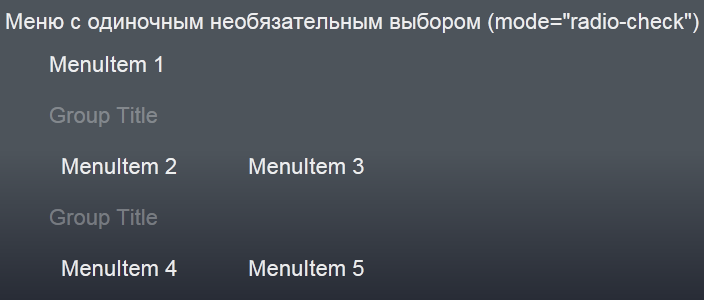 Меню с одиночным необязательным выбором (mode="radio-check")
MenuItem 1
Group Title
MenuItem 2 MenuItem 3
Group Title
MenuItem 4 MenuItem 5